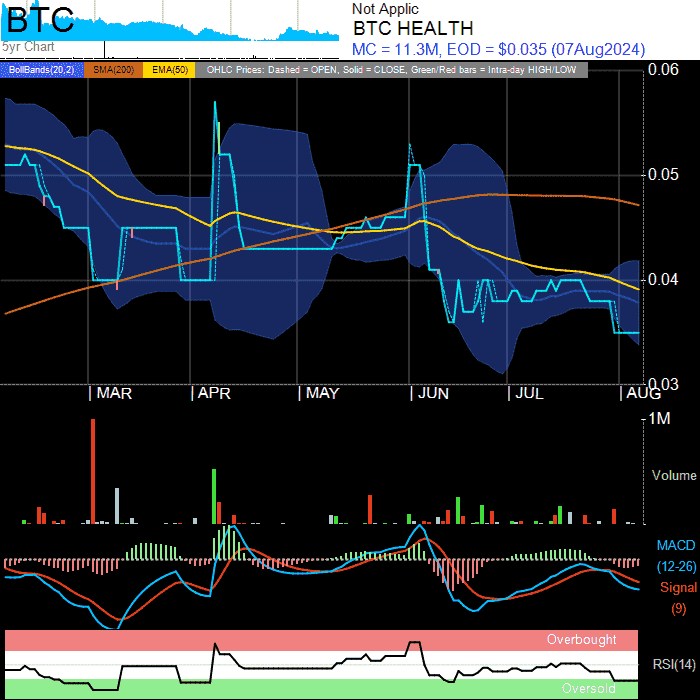 BTC
5yr Chart
Not Applic
BTC HEALTH
MC = 11.3M, EOD = $0.035 (07Aug2024)
BollBands(20,2) SMA(200) EMA(50) OHLC Prices: Dashed = OPEN, Solid = CLOSE, Green/Red bars = Intra-day HIGH/LOW
0.06
0.05
0.04
0.03
| MAR | APR | MAY | JUN | JUL | AUG
1M
Volume
MACD
(12-26)
Signal
(9)
Overbought
RSI(14)
Oversold